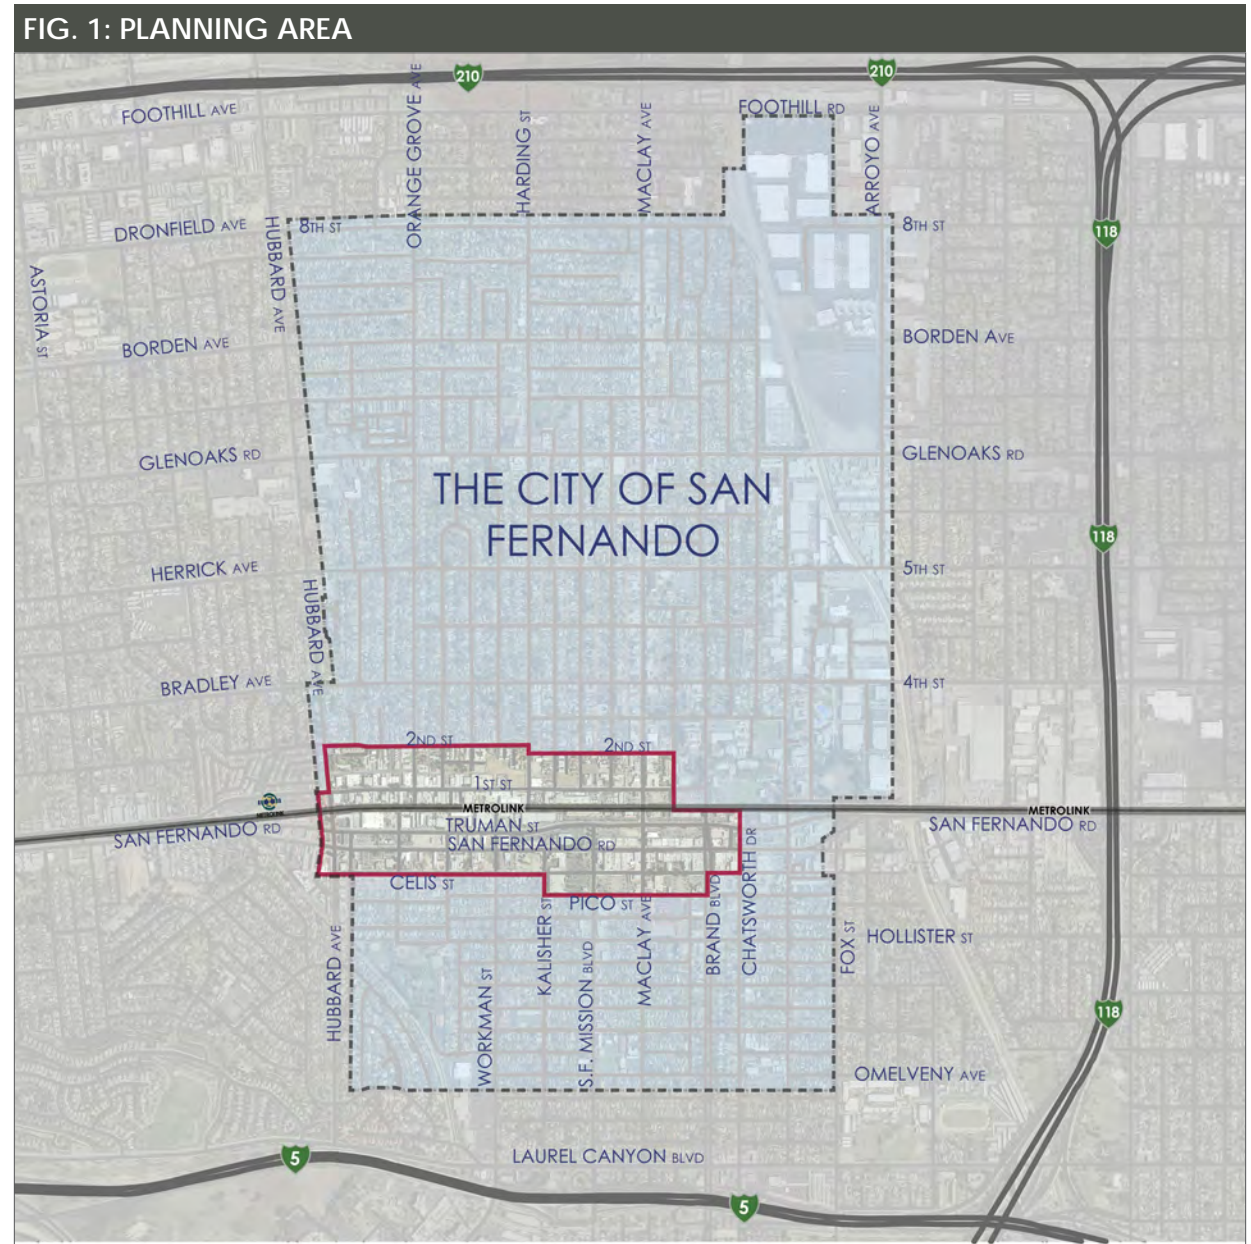 FIG. 1: PLANNING AREA
210
210
FOOTHILL AVE
ORANGE GROVE AVE
HARDING ST
MACLAY AVE
FOOTHILL RD
ARROYO AVE
DRONFIELD AVE
HUBBARD AVE
8TH ST
8TH ST
118
ASTORIA ST
BORDEN AVE
BORDEN AVE
GLENOAKS RD
GLENOAKS RD
THE CITY OF SAN
FERNANDO
118
HERRICK AVE
5TH ST
HUBBARD AVE
BRADLEY AVE
4TH ST
2ND ST
2ND ST
1ST ST
METROLINK
METROLINK
METROLINK
TRUMAN ST
SAN FERNANDO RD
SAN FERNANDO RD
SAN FERNANDO RD
CELIS ST
PICO ST
HUBBARD AVE
WORKMAN ST
KALISHER ST
S.F. MISSION BLVD
MACLAY AVE
BRAND BLVD
CHATSWORTH DR
FOX ST
HOLLISTER ST
118
OMELVENY AVE
LAUREL CANYON BLVD
5
5